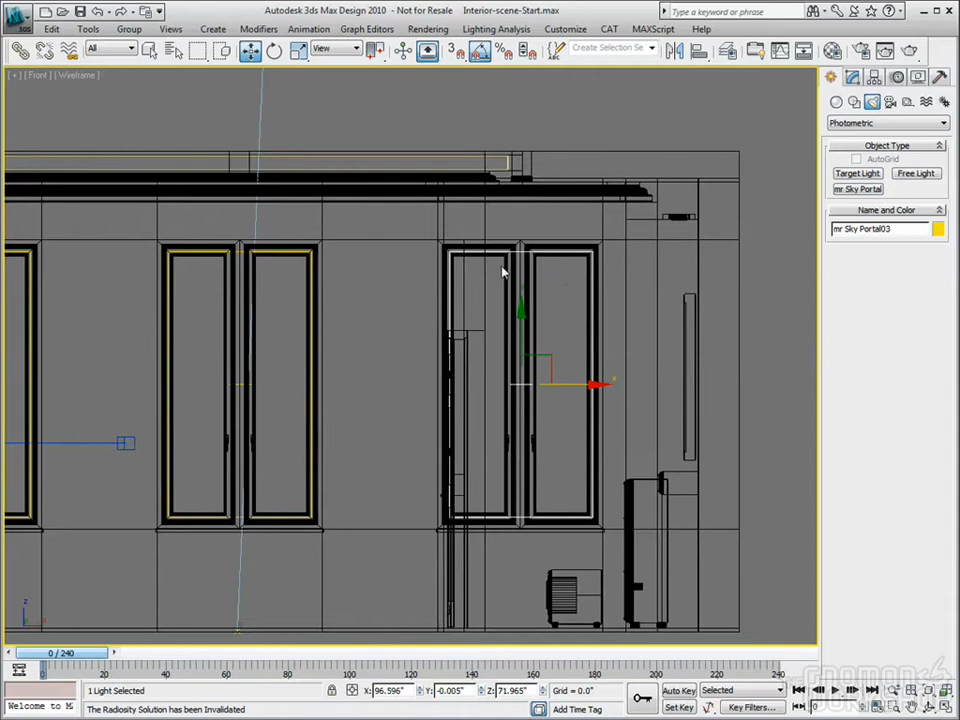 Autodesk 3ds Max Design 2010 - Not for Resale Interior-scene-Start.max
Type a keyword or phrase
Edit Tools Group Views Create Modifiers Animation Graph Editors Rendering Lighting Analysis Customize CAT MAXScript Help
All View 3 Create Selection Se
[ + ] [ Front ] [ Wireframe ]
Photometric
Object Type
AutoGrid
Target Light Free Light
mr Sky Portal
Name and Color
mr Sky Portal03
y
x
z
0 / 240
0 20 40 60 80 100 120 140 160 180 200 220 240
1 Light Selected X: 96.596" Y: -0.005" Z: 71.965" Grid = 0.0" Auto Key Selected
Welcome to M The Radiosity Solution has been Invalidated Add Time Tag Set Key Key Filters... 0